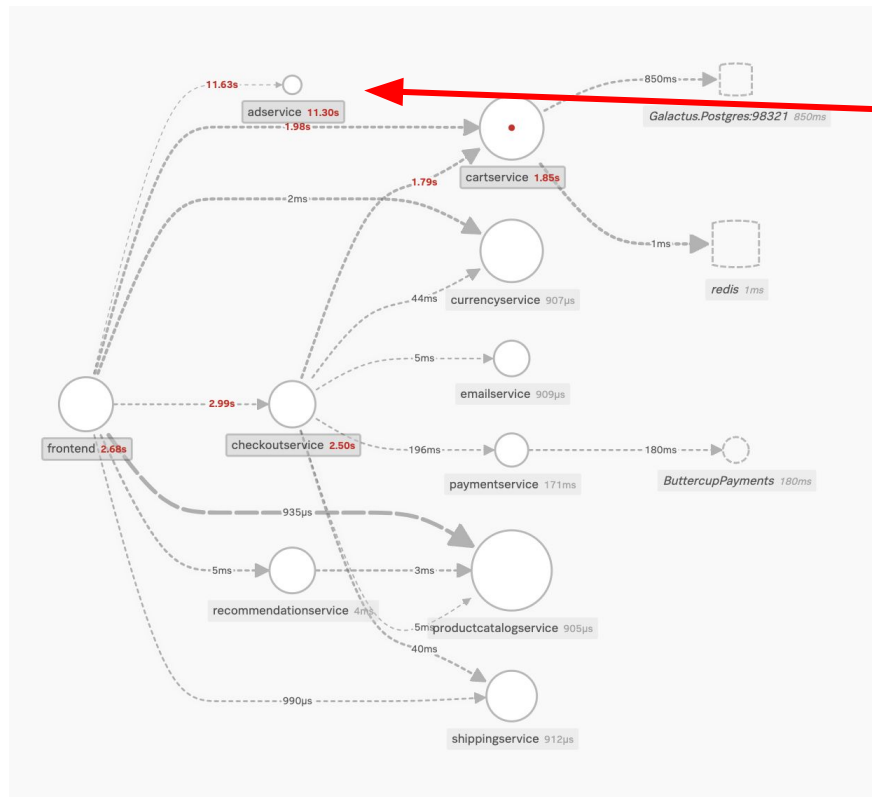 11.63s
850ms
adservice 11.30s
Galactus.Postgres:98321 850ms
1.98s
1.79s
cartservice 1.85s
2ms
1ms
redis 1ms
44ms
currencyservice 907µs
5ms
emailservice 909µs
2.99s
frontend 2.68s
checkoutservice 2.50s
196ms
180ms
paymentservice 171ms
ButtercupPayments 180ms
935µs
5ms
3ms
recommendationservice 4ms
5ms
productcatalogservice 905µs
40ms
990µs
shippingservice 912µs